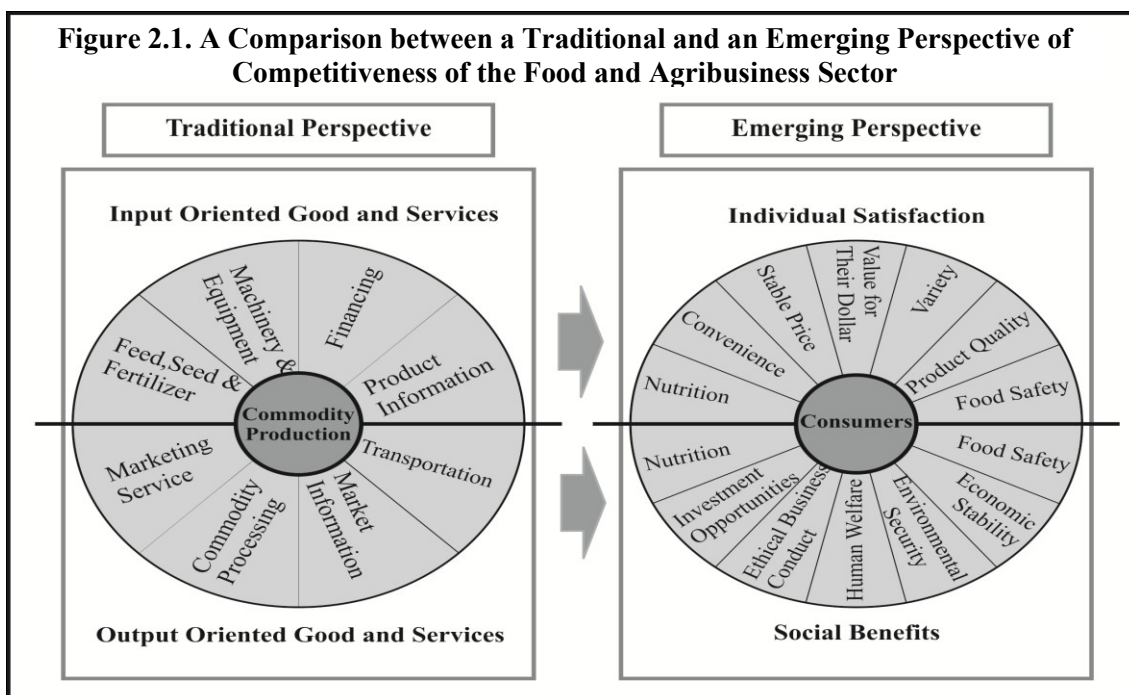 Figure 2.1. A Comparison between a Traditional and an Emerging Perspective of
Competitiveness of the Food and Agribusiness Sector
Traditional Perspective
Input Oriented Good and Services
Feed,Seed &
Fertilizer
Machinery &
Equipment
Financing
Product
Information
Commodity
Production
Marketing
Service
Commodity
Processing
Market
Information
Transportation
Output Oriented Good and Services
Emerging Perspective
Individual Satisfaction
Nutrition
Convenience
Stable Price
Value for
Their Dollar
Variety
Product Quality
Food Safety
Consumers
Nutrition
Investment
Opportunities
Ethical Business
Conduct
Human Welfare
Environmental
Security
Economic
Stability
Food Safety
Social Benefits